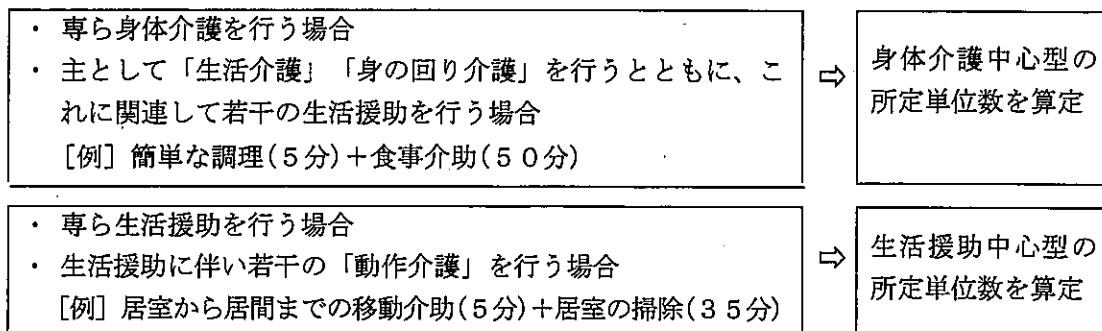 ・ 専ら身体介護を行う場合
・ 主として「生活介護」「身の回り介護」を行うとともに、こ
れに関連して若干の生活援助を行う場合
[例] 簡単な調理(5分)+食事介助(50分)
⇨
身体介護中心型の
所定単位数を算定
・ 専ら生活援助を行う場合
・ 生活援助に伴い若干の「動作介護」を行う場合
[例] 居室から居間までの移動介助(5分)+居室の掃除(35分)
⇨
生活援助中心型の
所定単位数を算定